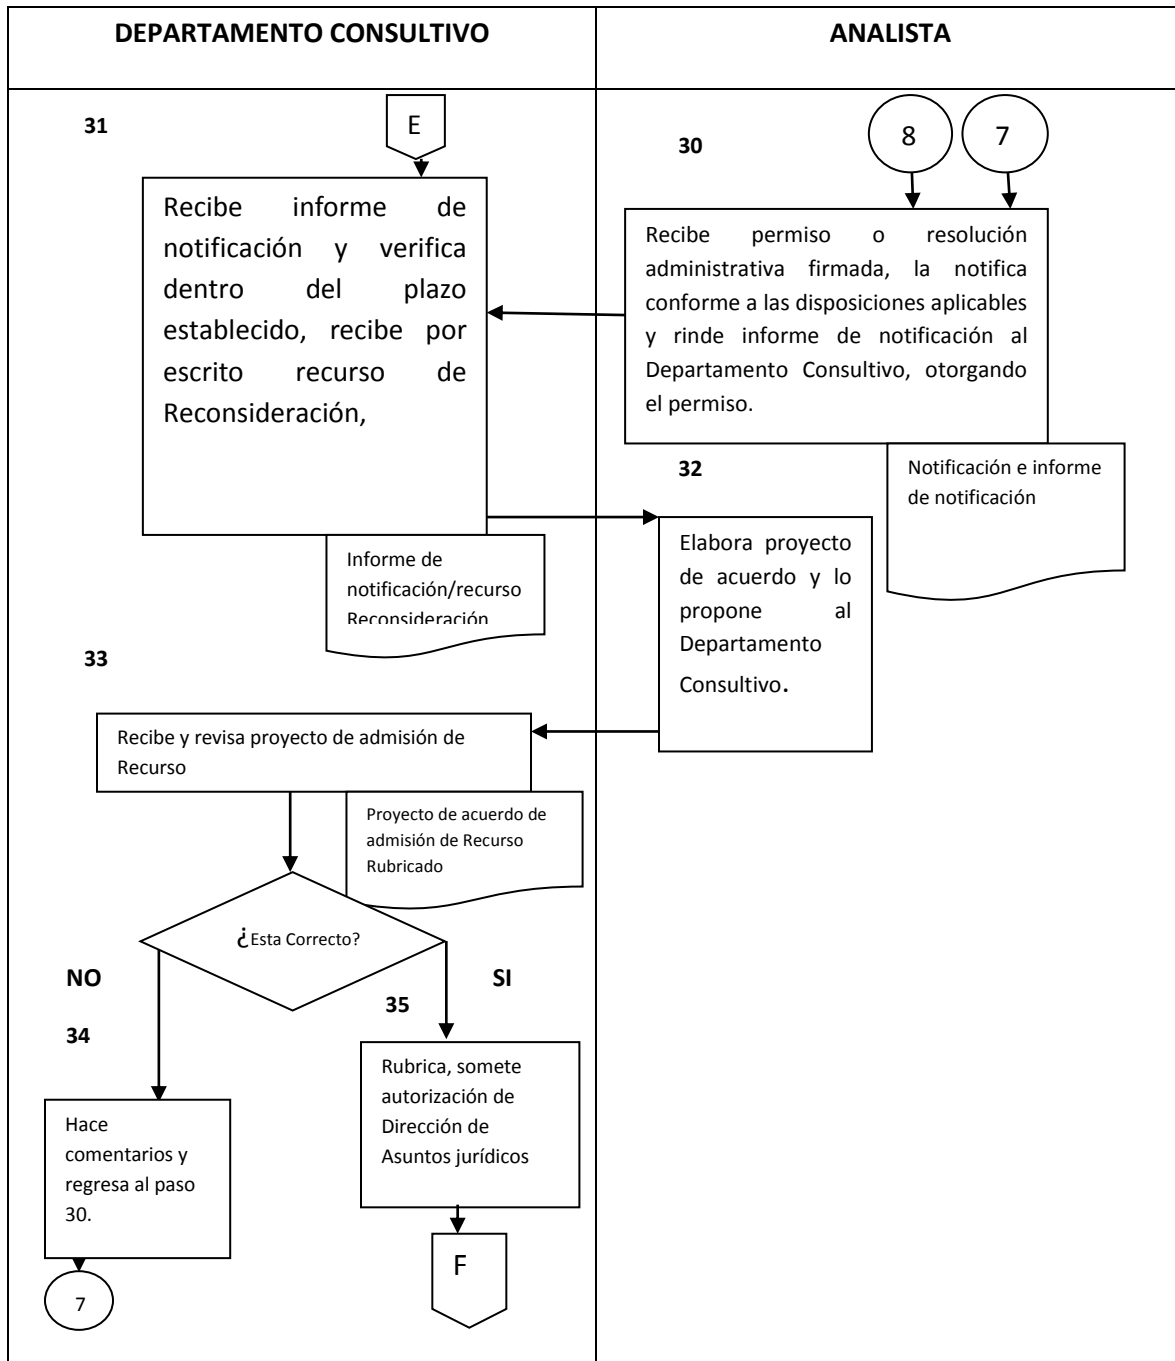 DEPARTAMENTO CONSULTIVO
ANALISTA
31
E
Recibe informe de
notificación y verifica
dentro del plazo
establecido, recibe por
escrito recurso de
Reconsideración,
Informe de
notificación/recurso
Reconsideración
8
7
30
Recibe permiso o resolución
administrativa firmada, la notifica
conforme a las disposiciones aplicables
y rinde informe de notificación al
Departamento Consultivo, otorgando
el permiso.
Notificación e informe
de notificación
32
Elabora proyecto
de acuerdo y lo
propone al
Departamento
Consultivo.
33
Recibe y revisa proyecto de admisión de
Recurso
Proyecto de acuerdo de
admisión de Recurso
Rubricado
¿Esta Correcto?
NO
SI
34
35
Hace
comentarios y
regresa al paso
30.
7
Rubrica, somete
autorización de
Dirección de
Asuntos jurídicos
F